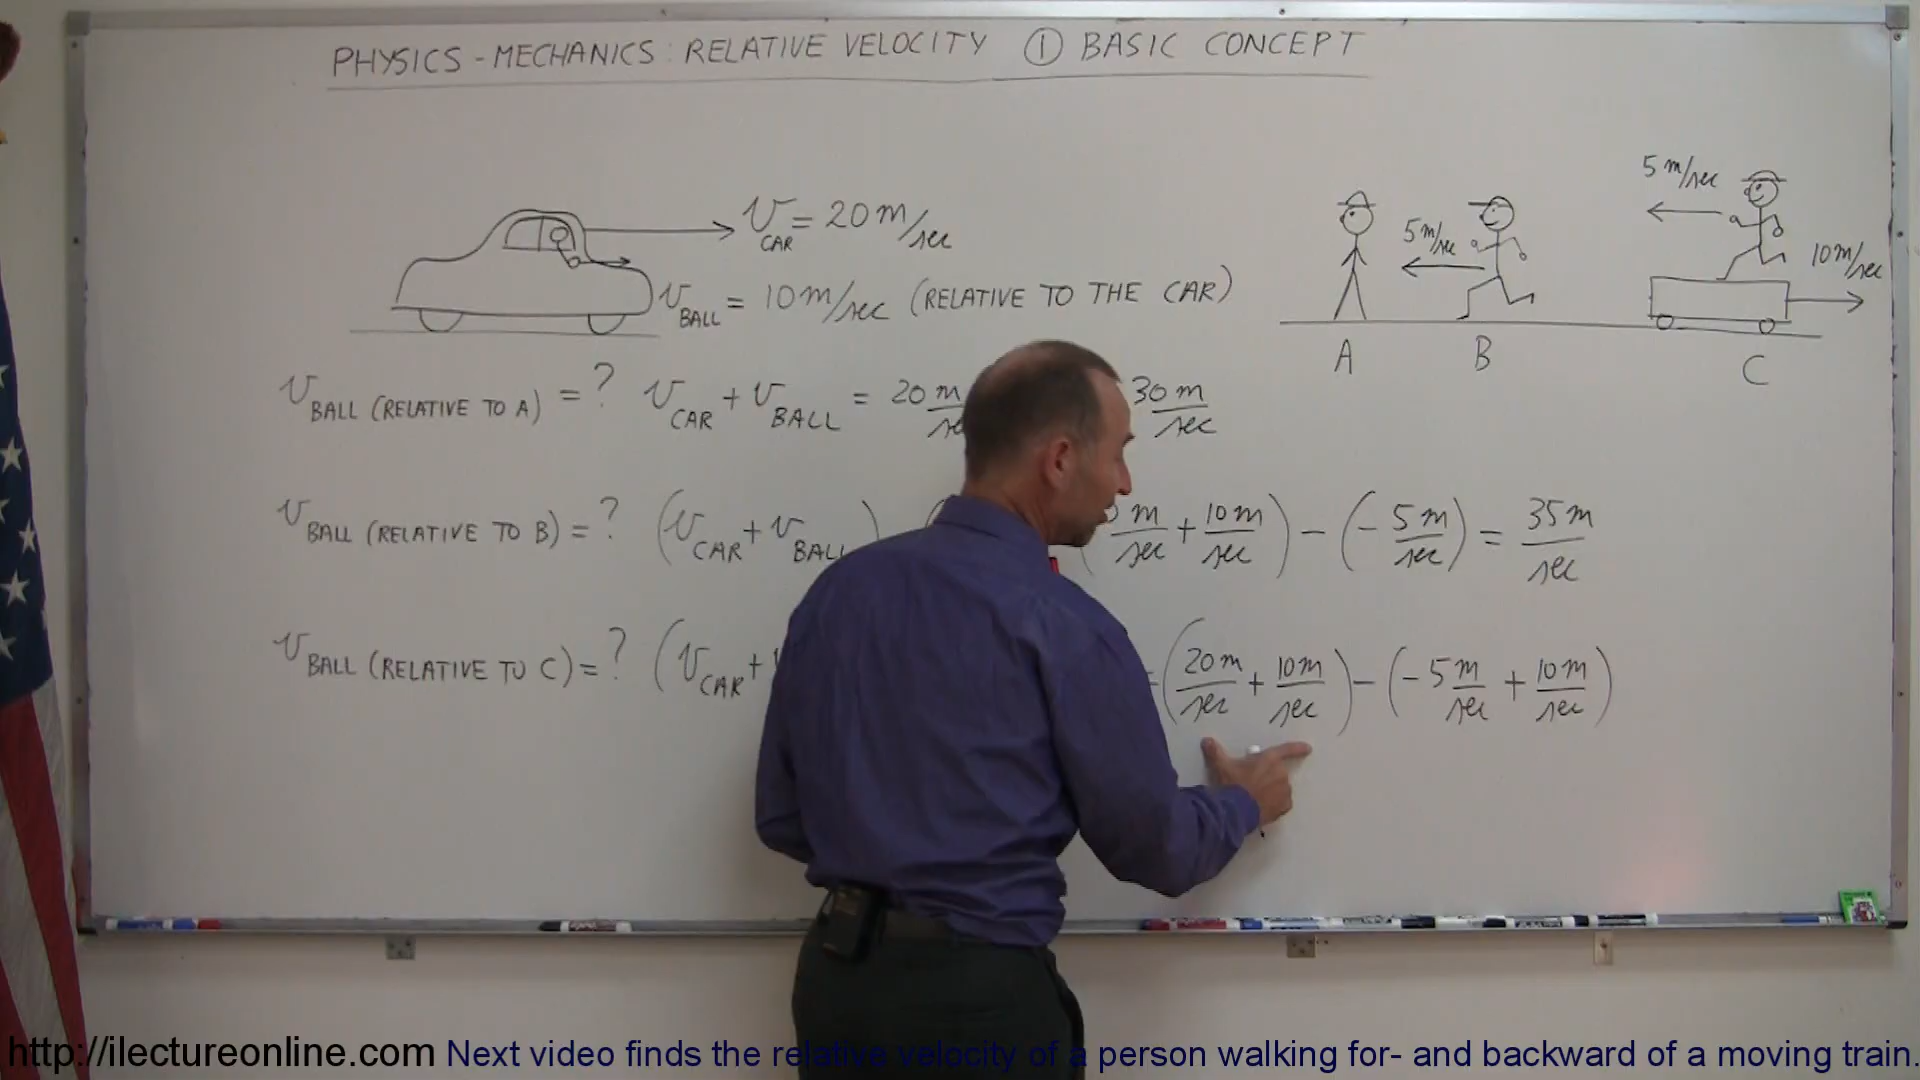 PHYSICS - MECHANICS: RELATIVE VELOCITY ① BASIC CONCEPT
v CAR = 20 m/sec
v BALL = 10 m/sec (RELATIVE TO THE CAR)
5 m/sec
5 m/sec
10 m/sec
A B C
v BALL (RELATIVE TO A) = ? v CAR + v BALL = 20 m 30 m/sec
v BALL (RELATIVE TO B) = ? (v CAR + v BALL) m/sec + 10 m/sec) - (- 5 m/sec) = 35 m/sec
v BALL (RELATIVE TO C) = ? (v CAR + = (20 m/sec + 10 m/sec) - (- 5 m/sec + 10 m/sec)
http://ilectureonline.com Next video finds the relative velocity of a person walking for- and backward of a moving train.